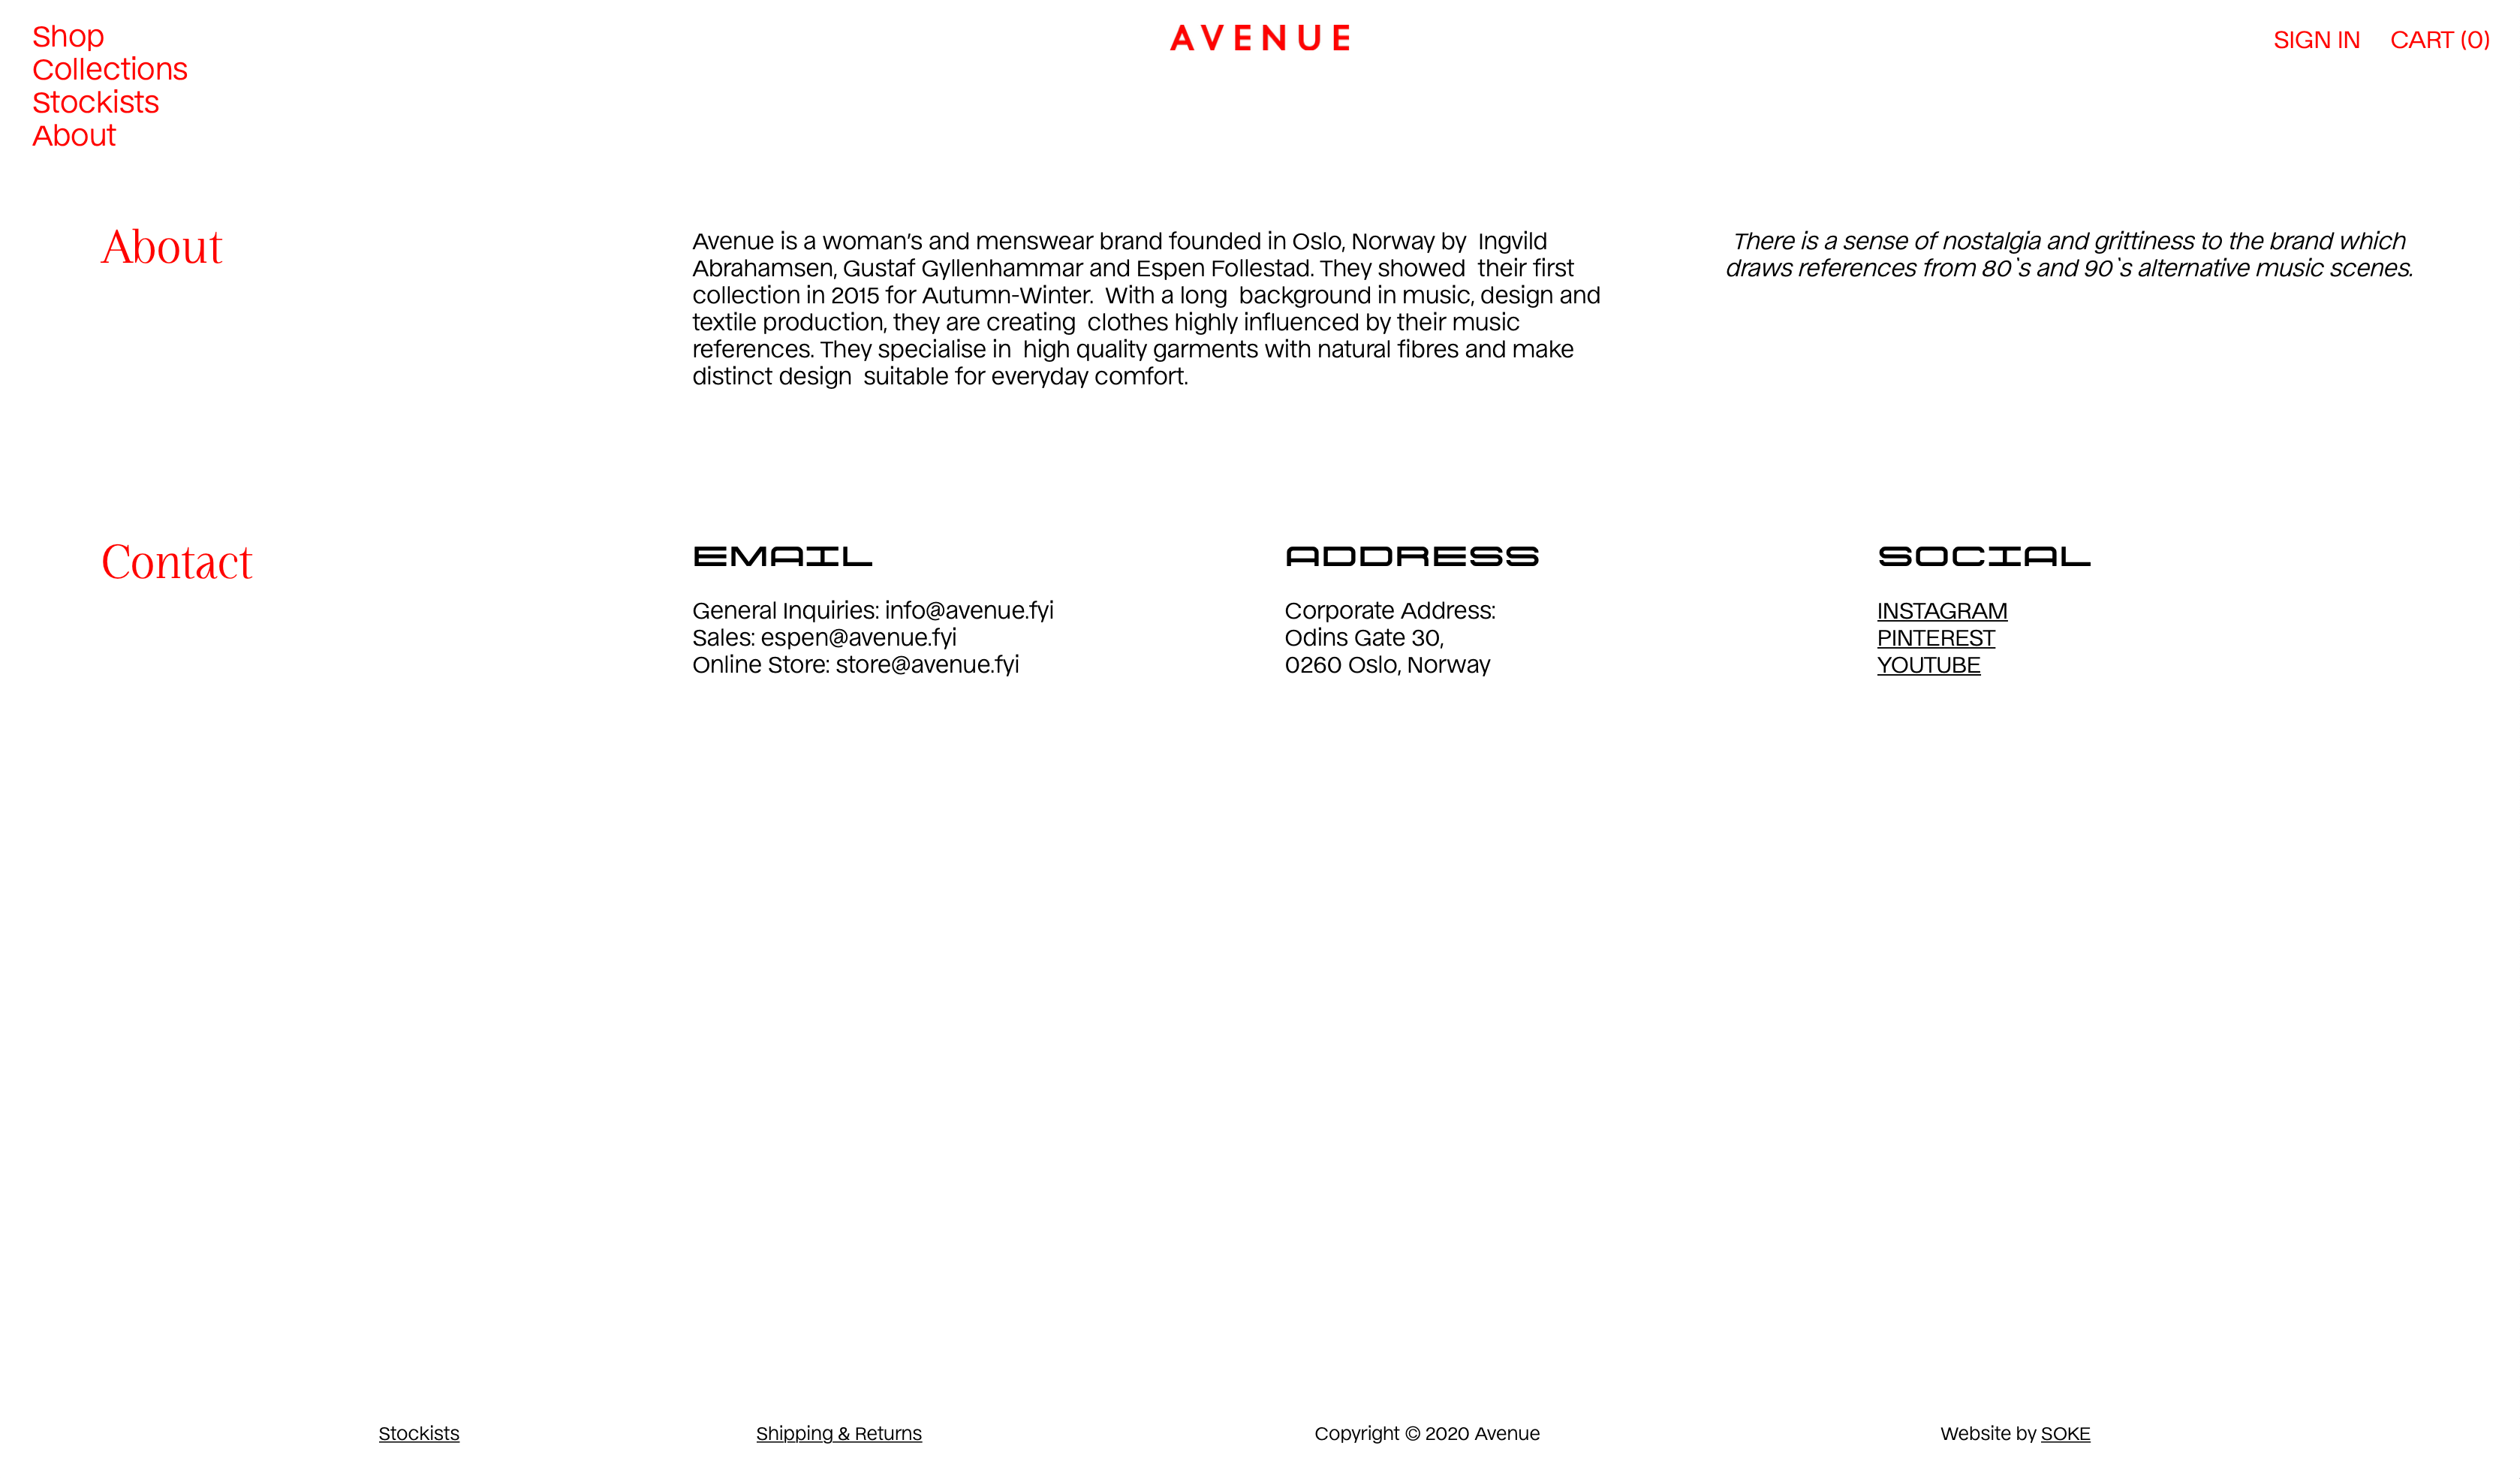 Shop
Collections
Stockists
About
AVENUE
SIGN IN CART (0)
About
Avenue is a woman's and menswear brand founded in Oslo, Norway by  Ingvild
Abrahamsen, Gustaf Gyllenhammar and Espen Follestad. They showed  their first
collection in 2015 for Autumn-Winter.  With a long  background in music, design and
textile production, they are creating  clothes highly influenced by their music
references. They specialise in  high quality garments with natural fibres and make
distinct design  suitable for everyday comfort.
There is a sense of nostalgia and grittiness to the brand which
draws references from 80`s and 90`s alternative music scenes.
Contact
EMAIL
General Inquiries: info@avenue.fyi
Sales: espen@avenue.fyi
Online Store: store@avenue.fyi
ADDRESS
Corporate Address:
Odins Gate 30,
0260 Oslo, Norway
SOCIAL
INSTAGRAM
PINTEREST
YOUTUBE
Stockists
Shipping & Returns
Copyright © 2020 Avenue
Website by SOKE